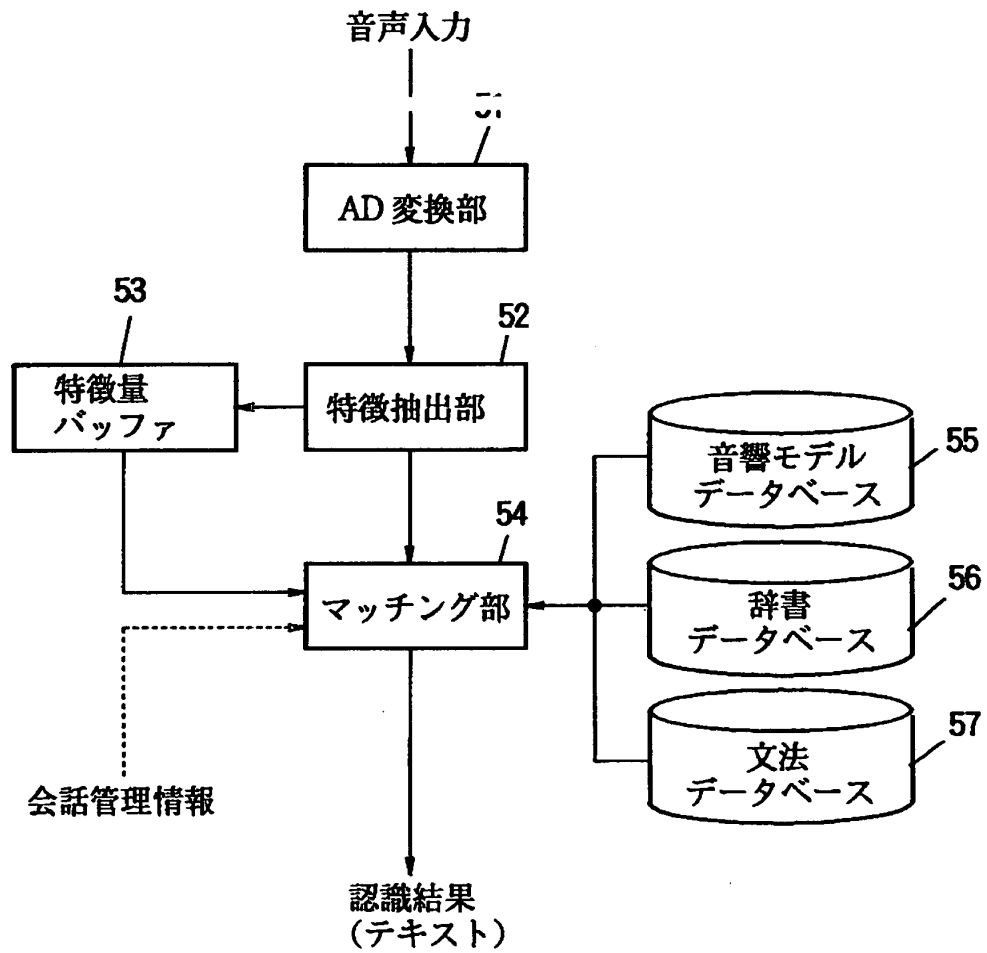 音声入力
AD 変換部
53
52
特徴量
バッファ
特徴抽出部
音響モデル
データベース
55
54
マッチング部
辞書
データベース
56
文法
データベース
57
会話管理情報
認識結果
(テキスト)